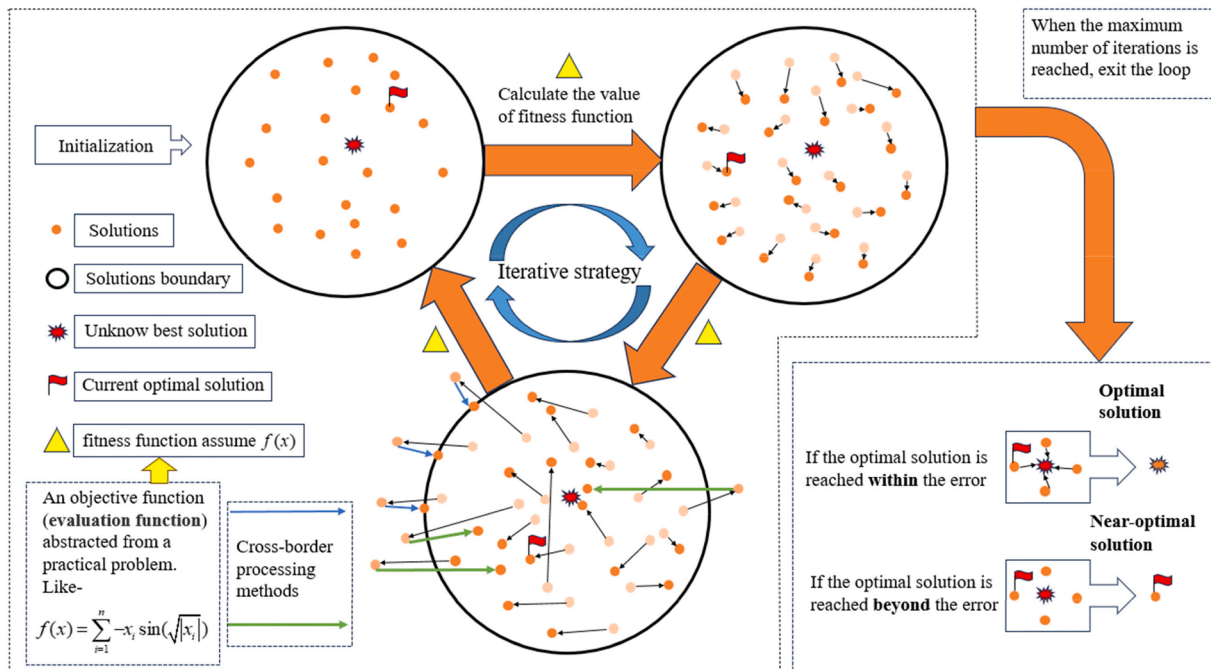 Initialization
Solutions
Solutions boundary
Unknow best solution
Current optimal solution
fitness function assume f(x)
An objective function
(evaluation function)
abstracted from a
practical problem.
Like-
f(x) = \sum_{i=1}^{n} -x_i \sin(\sqrt{|x_i|})
Cross-border
processing
methods
Calculate the value
of fitness function
Iterative strategy
When the maximum
number of iterations is
reached, exit the loop
Optimal
solution
If the optimal solution is
reached within the error
Near-optimal
solution
If the optimal solution is
reached beyond the error